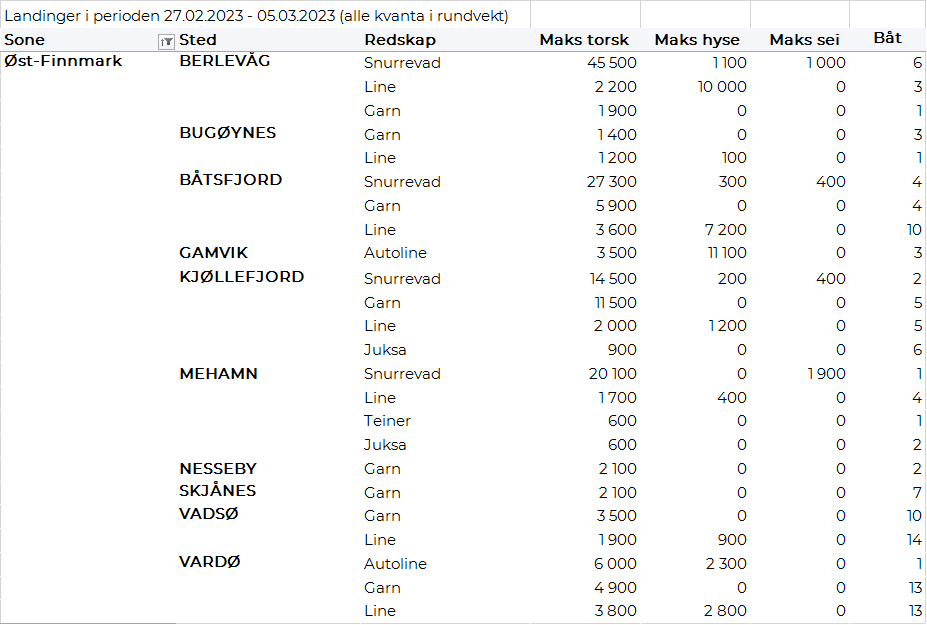 Landinger i perioden 27.02.2023 - 05.03.2023 (alle kvanta i rundvekt)
Sone Sted Redskap Maks torsk Maks hyse Maks sei Båt
Øst-Finnmark BERLEVÅG Snurrevad 45 500 1 100 1 000 6
Line 2 200 10 000 0 3
Garn 1 900 0 0 1
BUGØYNES Garn 1 400 0 0 3
Line 1 200 100 0 1
BÅTSFJORD Snurrevad 27 300 300 400 4
Garn 5 900 0 0 4
Line 3 600 7 200 0 10
GAMVIK Autoline 3 500 11 100 0 3
KJØLLEFJORD Snurrevad 14 500 200 400 2
Garn 11 500 0 0 5
Line 2 000 1 200 0 5
Juksa 900 0 0 6
MEHAMN Snurrevad 20 100 0 1 900 1
Line 1 700 400 0 4
Teiner 600 0 0 1
Juksa 600 0 0 2
NESSEBY Garn 2 100 0 0 2
SKJÅNES Garn 2 100 0 0 7
VADSØ Garn 3 500 0 0 10
Line 1 900 900 0 14
VARDØ Autoline 6 000 2 300 0 1
Garn 4 900 0 0 13
Line 3 800 2 800 0 13